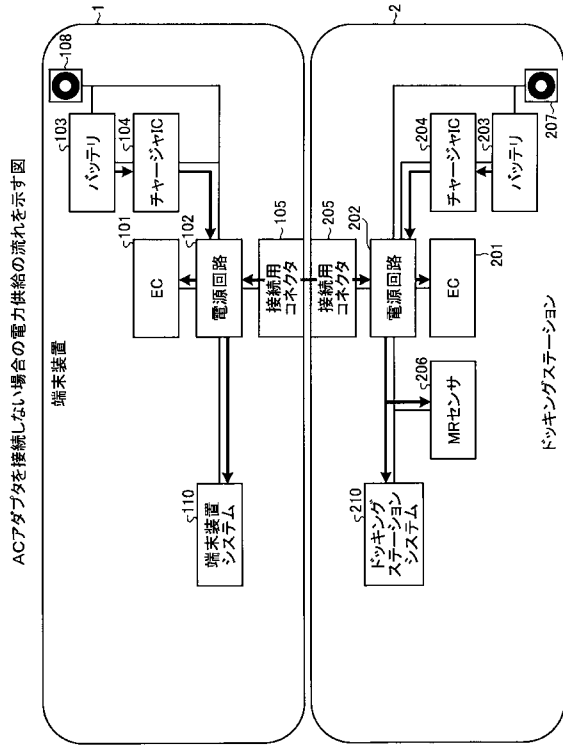 ACアダプタを接続しない場合の電力供給の流れを示す図
1
端末装置
108
103
バッテリ
104
チャージャIC
101
EC
102
電源回路
105
接続用
コネクタ
110
端末装置
システム
2
205
接続用
コネクタ
202
電源回路
204
チャージャIC
203
バッテリ
207
201
EC
206
MRセンサ
210
ドッキング
ステーション
システム
ドッキングステーション